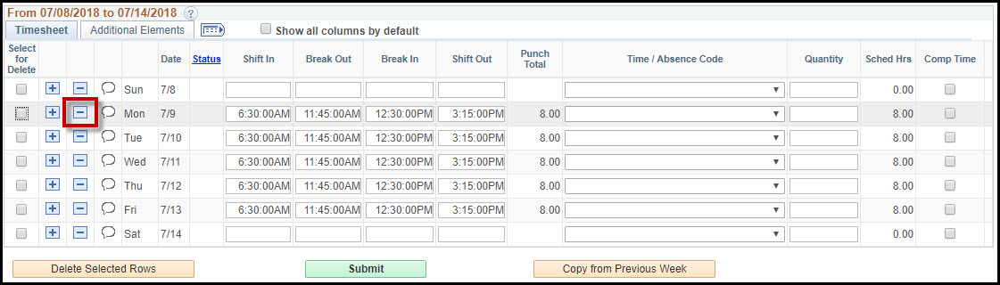 From 07/08/2018 to 07/14/2018 ?
Timesheet Additional Elements Show all columns by default
Select for Delete Date Status Shift In Break Out Break In Shift Out Punch Total Time / Absence Code Quantity Sched Hrs Comp Time
Sun 7/8 0.00
Mon 7/9 6:30:00AM 11:45:00AM 12:30:00PM 3:15:00PM 8.00 8.00
Tue 7/10 6:30:00AM 11:45:00AM 12:30:00PM 3:15:00PM 8.00 8.00
Wed 7/11 6:30:00AM 11:45:00AM 12:30:00PM 3:15:00PM 8.00 8.00
Thu 7/12 6:30:00AM 11:45:00AM 12:30:00PM 3:15:00PM 8.00 8.00
Fri 7/13 6:30:00AM 11:45:00AM 12:30:00PM 3:15:00PM 8.00 8.00
Sat 7/14 0.00
Delete Selected Rows Submit Copy from Previous Week